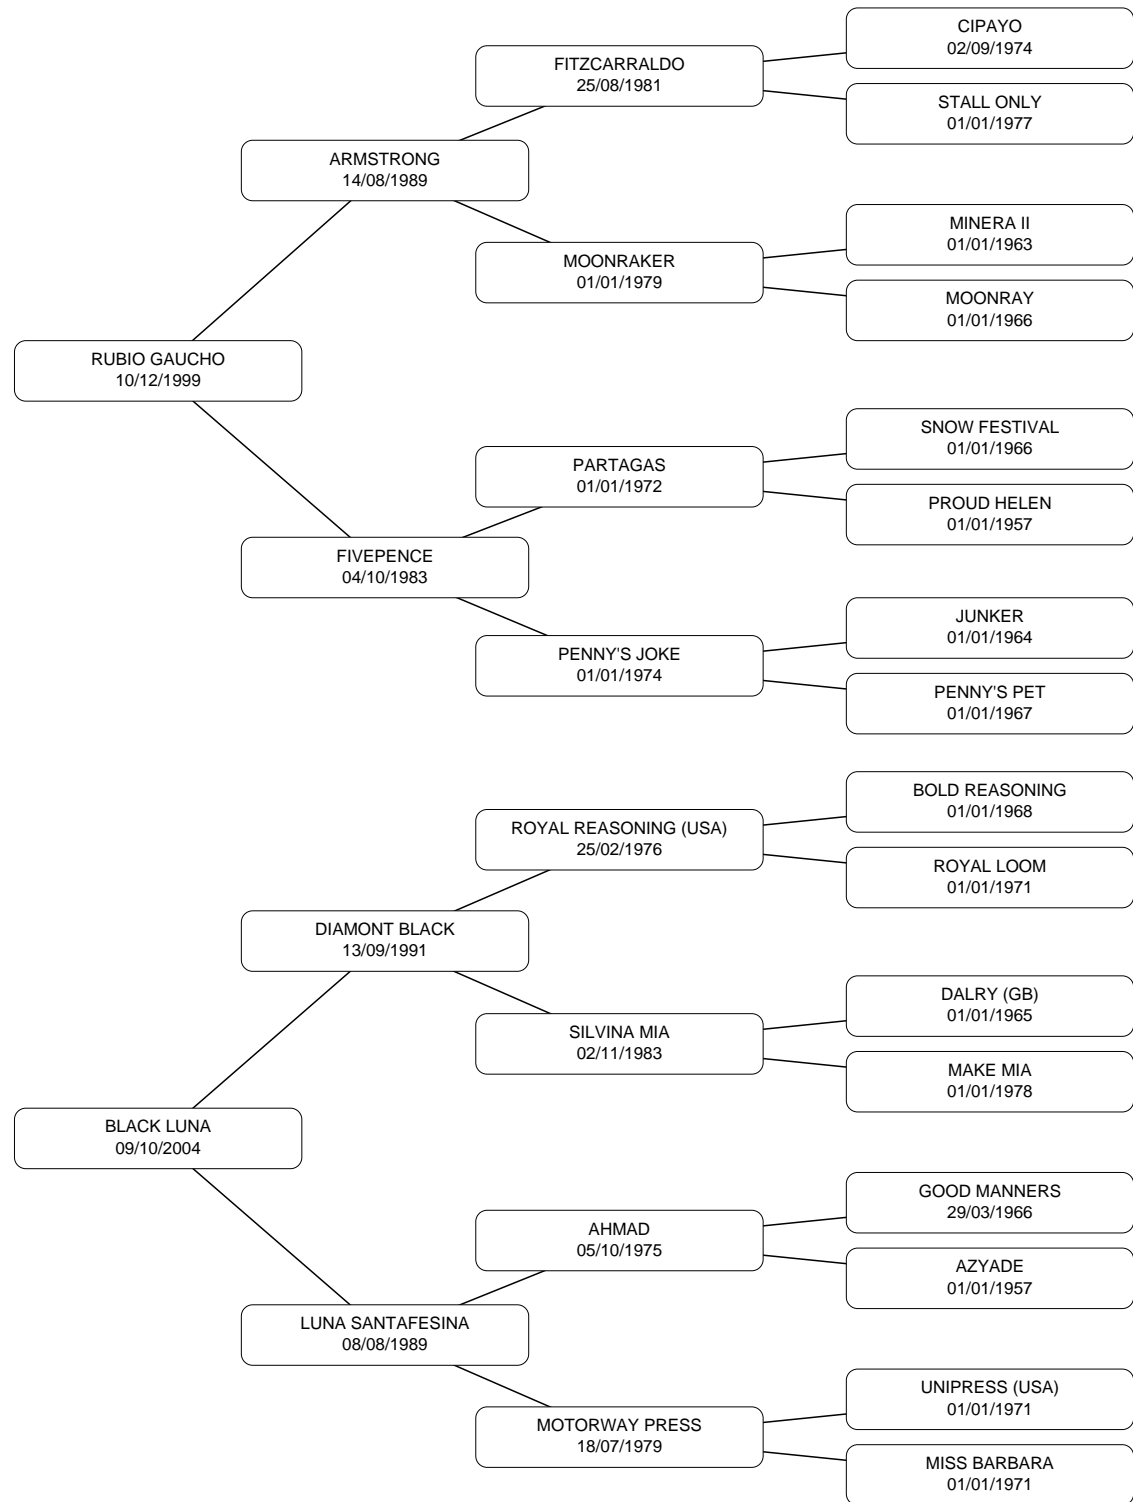 CIPAYO
02/09/1974
FITZCARRALDO
25/08/1981
STALL ONLY
01/01/1977
ARMSTRONG
14/08/1989
MINERA II
01/01/1963
MOONRAKER
01/01/1979
MOONRAY
01/01/1966
RUBIO GAUCHO
10/12/1999
SNOW FESTIVAL
01/01/1966
PARTAGAS
01/01/1972
PROUD HELEN
01/01/1957
FIVEPENCE
04/10/1983
JUNKER
01/01/1964
PENNY'S JOKE
01/01/1974
PENNY'S PET
01/01/1967
BOLD REASONING
01/01/1968
ROYAL REASONING (USA)
25/02/1976
ROYAL LOOM
01/01/1971
DIAMONT BLACK
13/09/1991
DALRY (GB)
01/01/1965
SILVINA MIA
02/11/1983
MAKE MIA
01/01/1978
BLACK LUNA
09/10/2004
GOOD MANNERS
29/03/1966
AHMAD
05/10/1975
AZYADE
01/01/1957
LUNA SANTAFESINA
08/08/1989
UNIPRESS (USA)
01/01/1971
MOTORWAY PRESS
18/07/1979
MISS BARBARA
01/01/1971